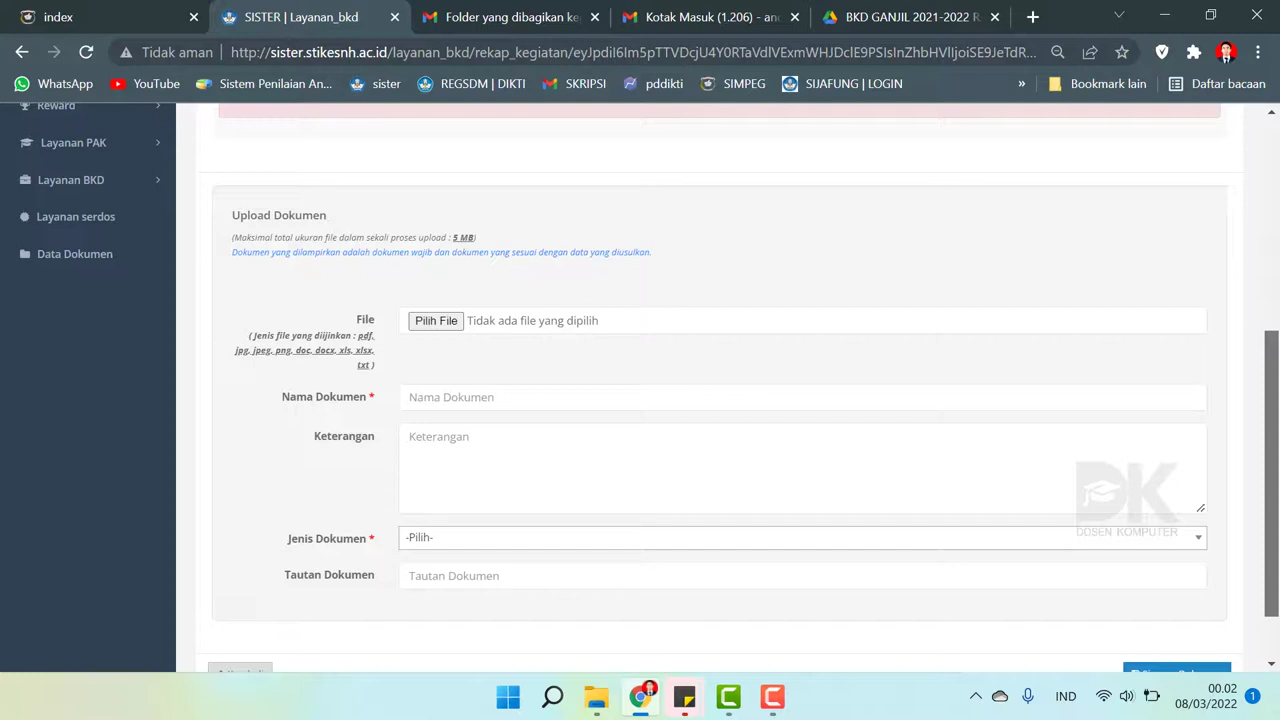 index
SISTER | Layanan_bkd
Folder yang dibagikan ke
Kotak Masuk (1.206) - an
BKD GANJIL 2021-2022 R
Tidak aman
http://sister.stikesnh.ac.id/layanan_bkd/rekap_kegiatan/
WhatsApp
YouTube
Sistem Penilaian An...
sister
REGSDM | DIKTI
SKRIPSI
pddikti
SIMPEG
SIJAFUNG | LOGIN
»
Bookmark lain
Daftar bacaan
Reward
Layanan PAK
Layanan BKD
Layanan serdos
Data Dokumen
Upload Dokumen
(Maksimal total ukuran file dalam sekali proses upload : 5 MB)
Dokumen yang dilampirkan adalah dokumen wajib dan dokumen yang sesuai dengan data yang diusulkan.
File
( Jenis file yang diijinkan : pdf,
jpg, jpeg, png, doc, docx, xls, xlsx,
txt )
Pilih File Tidak ada file yang dipilih
Nama Dokumen *
Nama Dokumen
Keterangan
Keterangan
Jenis Dokumen *
-Pilih-
Tautan Dokumen
Tautan Dokumen
DK
DOSEN KOMPUTER
IND
00.02
08/03/2022
1